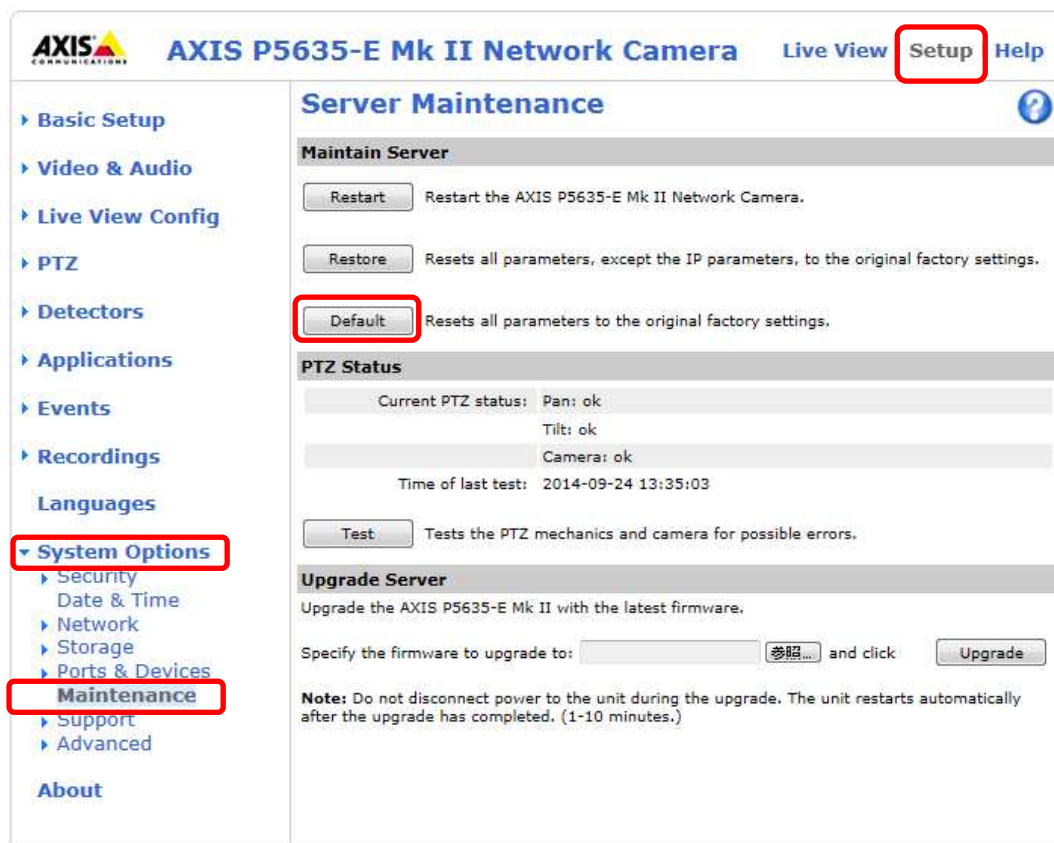 AXIS
COMMUNICATIONS
AXIS P5635-E Mk II Network Camera
Live View
Setup
Help
Basic Setup
Video & Audio
Live View Config
PTZ
Detectors
Applications
Events
Recordings
Languages
System Options
Security
Date & Time
Network
Storage
Ports & Devices
Maintenance
Support
Advanced
About
Server Maintenance
?
Maintain Server
Restart Restart the AXIS P5635-E Mk II Network Camera.
Restore Resets all parameters, except the IP parameters, to the original factory settings.
Default Resets all parameters to the original factory settings.
PTZ Status
Current PTZ status: Pan: ok
Tilt: ok
Camera: ok
Time of last test: 2014-09-24 13:35:03
Test Tests the PTZ mechanics and camera for possible errors.
Upgrade Server
Upgrade the AXIS P5635-E Mk II with the latest firmware.
Specify the firmware to upgrade to: 参照... and click Upgrade
Note: Do not disconnect power to the unit during the upgrade. The unit restarts automatically
after the upgrade has completed. (1-10 minutes.)